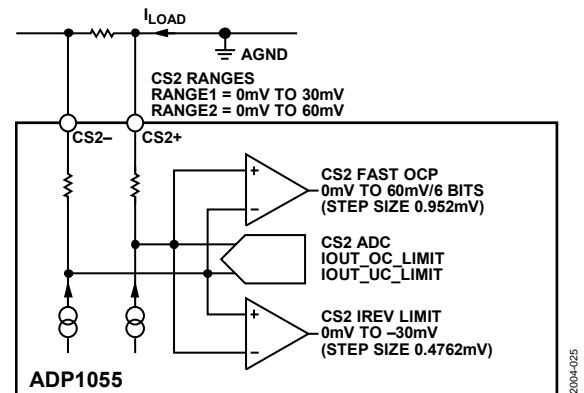 ILOAD
AGND
CS2 RANGES
RANGE1 = 0mV TO 30mV
RANGE2 = 0mV TO 60mV
CS2–
CS2+
+
–
CS2 FAST OCP
0mV TO 60mV/6 BITS
(STEP SIZE 0.952mV)
CS2 ADC
IOUT_OC_LIMIT
IOUT_UC_LIMIT
+
–
CS2 IREV LIMIT
0mV TO –30mV
(STEP SIZE 0.4762mV)
ADP1055
2004-025